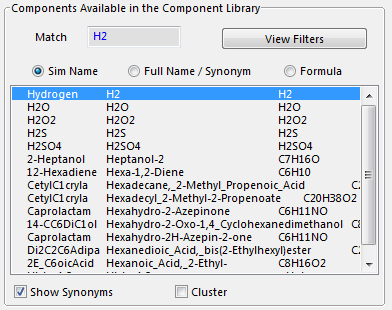 Components Available in the Component Library
Match H2 View Filters
Sim Name Full Name / Synonym Formula
Hydrogen H2 H2
H2O H2O H2O
H2O2 H2O2 H2O2
H2S H2S H2S
H2SO4 H2SO4 H2SO4
2-Heptanol Heptanol-2 C7H16O
12-Hexadiene Hexa-1,2-Diene C6H10
CetylC1cryla Hexadecane,_2-Methyl_Propenoic_Acid C2
CetylC1cryla Hexadecyl_2-Methyl-2-Propenoate C20H38O2
Caprolactam Hexahydro-2-Azepinone C6H11NO
14-CC6DiC1ol Hexahydro-2-Oxo-1,4_Cyclohexanedimethanol C8
Caprolactam Hexahydro-2H-Azepin-2-one C6H11NO
Di2C2C6Adipa Hexanedioic_Acid,_bis(2-Ethylhexyl)ester C2
2E_C6oicAcid Hexanoic_Acid,_2-Ethyl- C8H16O2
Show Synonyms Cluster